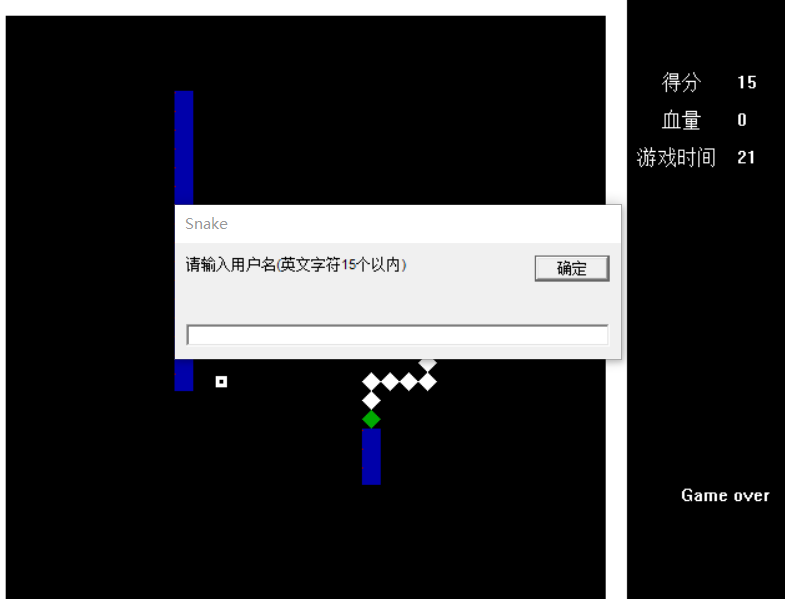 得分 15
血量 0
游戏时间 21
Snake
请输入用户名(英文字符15个以内)
确定
Game over